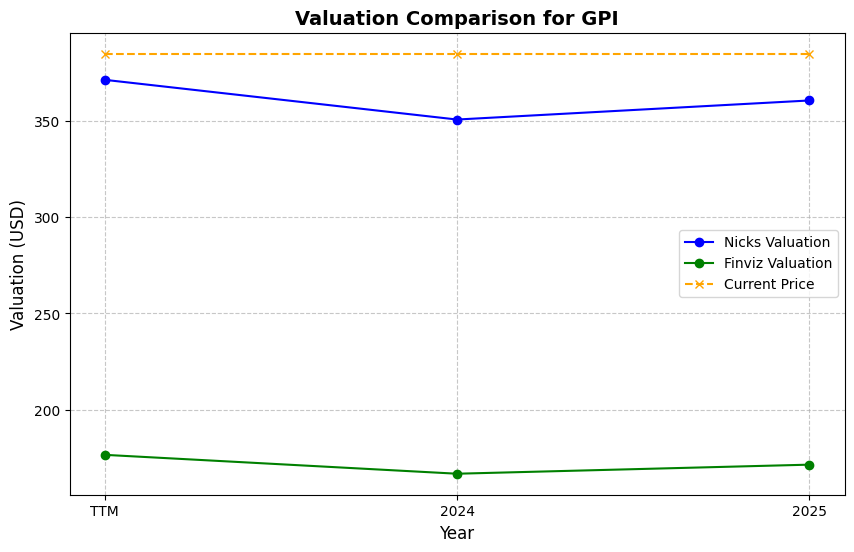 Valuation Comparison for GPI
Valuation (USD)
350
300
250
200
Nicks Valuation
Finviz Valuation
Current Price
TTM
2024
2025
Year